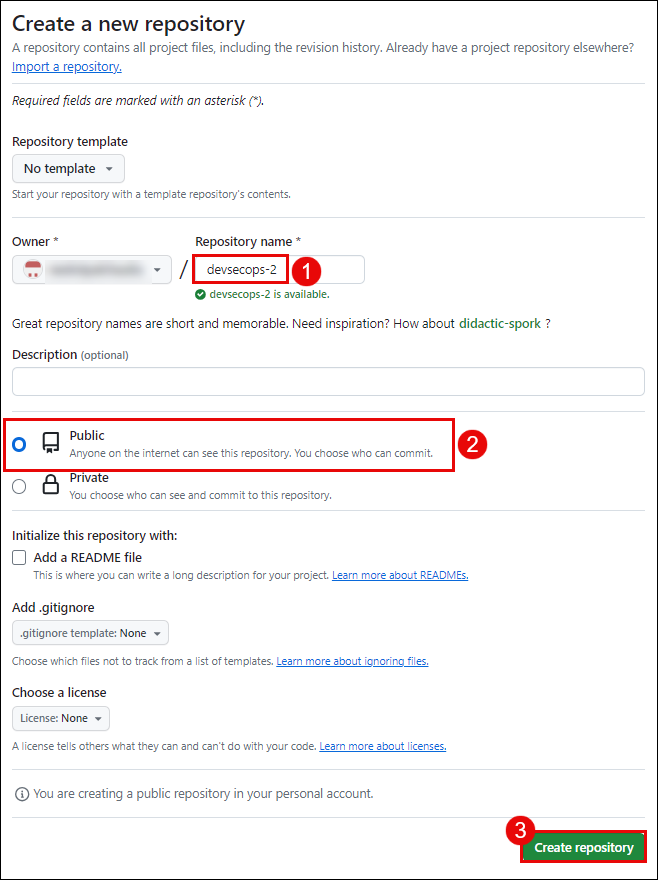 Create a new repository
A repository contains all project files, including the revision history. Already have a project repository elsewhere?
Import a repository.
Required fields are marked with an asterisk (*).
Repository template
No template
Start your repository with a template repository's contents.
Owner *
Repository name *
/
devsecops-2
1
devsecops-2 is available.
Great repository names are short and memorable. Need inspiration? How about didactic-spork ?
Description (optional)
Public
Anyone on the internet can see this repository. You choose who can commit.
2
Private
You choose who can see and commit to this repository.
Initialize this repository with:
Add a README file
This is where you can write a long description for your project. Learn more about READMEs.
Add .gitignore
.gitignore template: None
Choose which files not to track from a list of templates. Learn more about ignoring files.
Choose a license
License: None
A license tells others what they can and can't do with your code. Learn more about licenses.
You are creating a public repository in your personal account.
3
Create repository